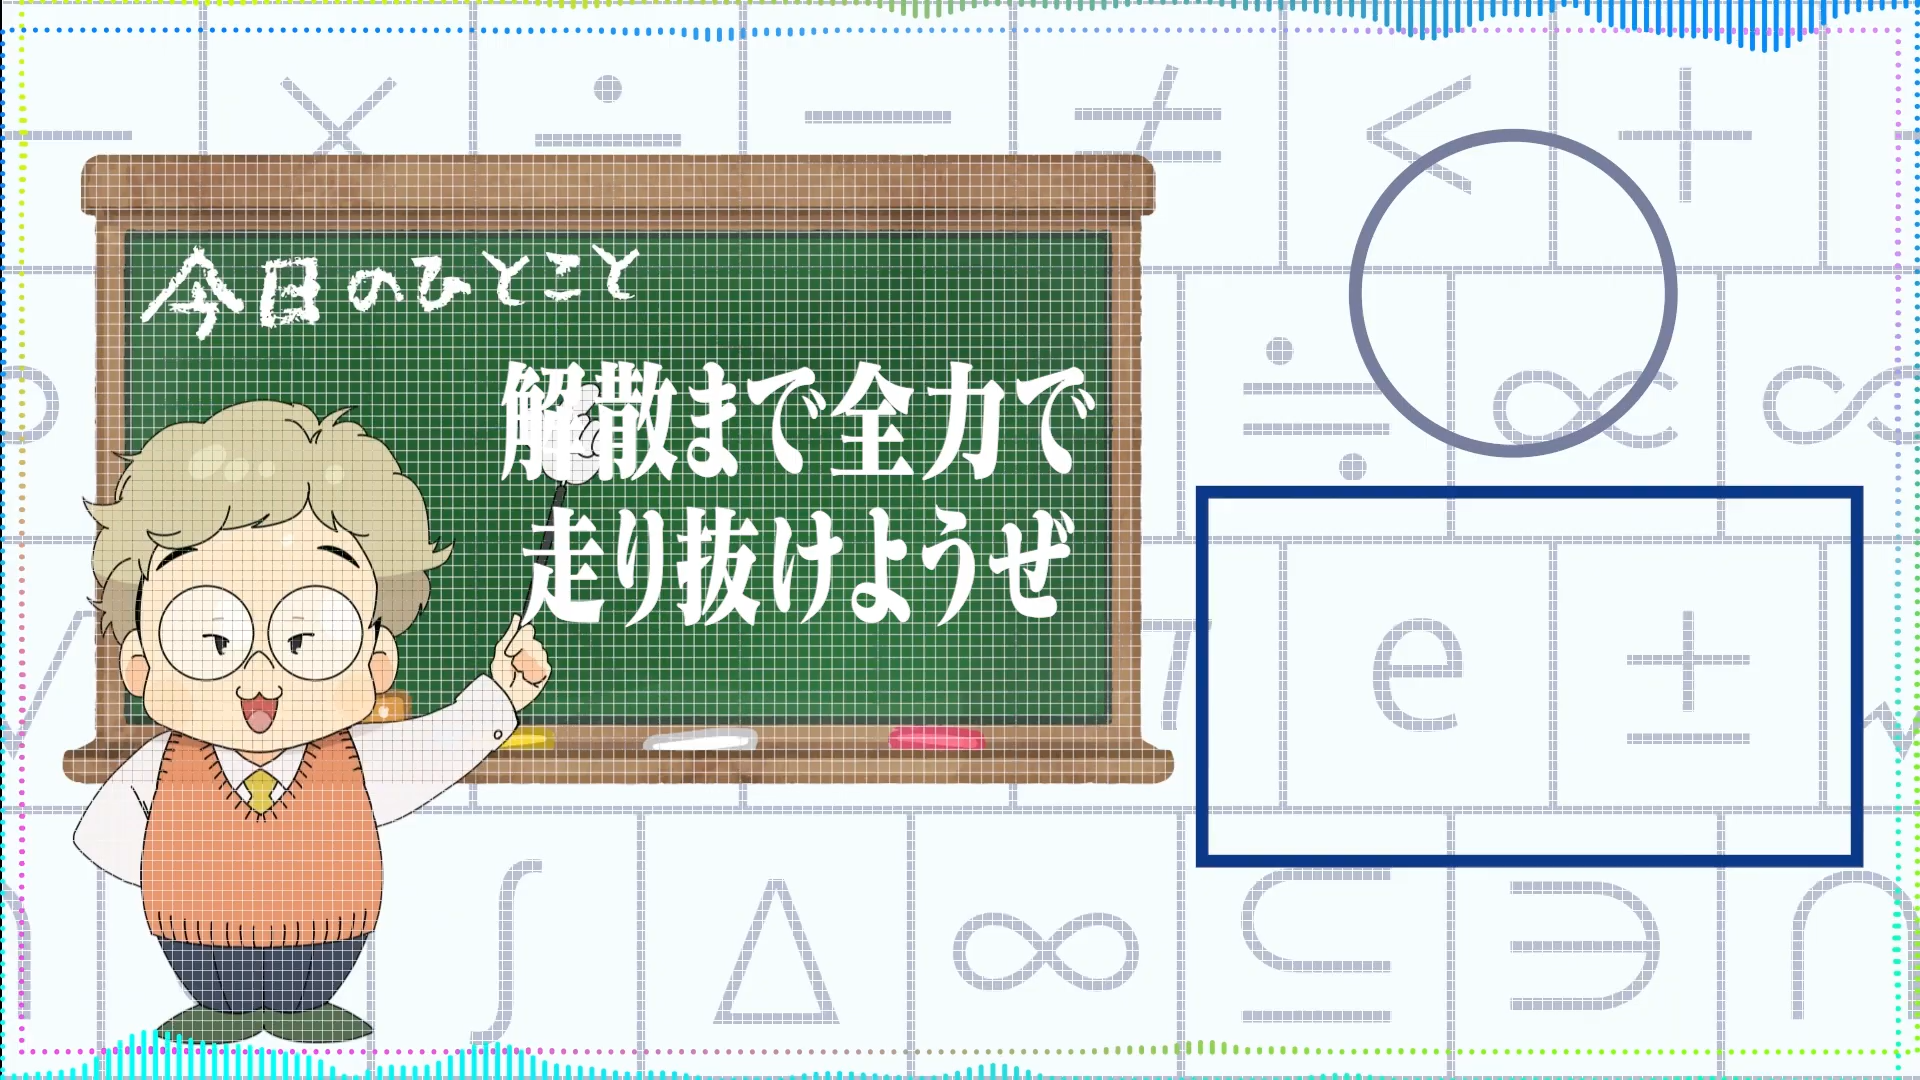 今日のひとこと
解散まで全力で
走り抜けようぜ
− × ÷ − ≠ < +
≒ ∝ ∝
π e ±
∫ Δ ∞ ⊆ ∋ ∩